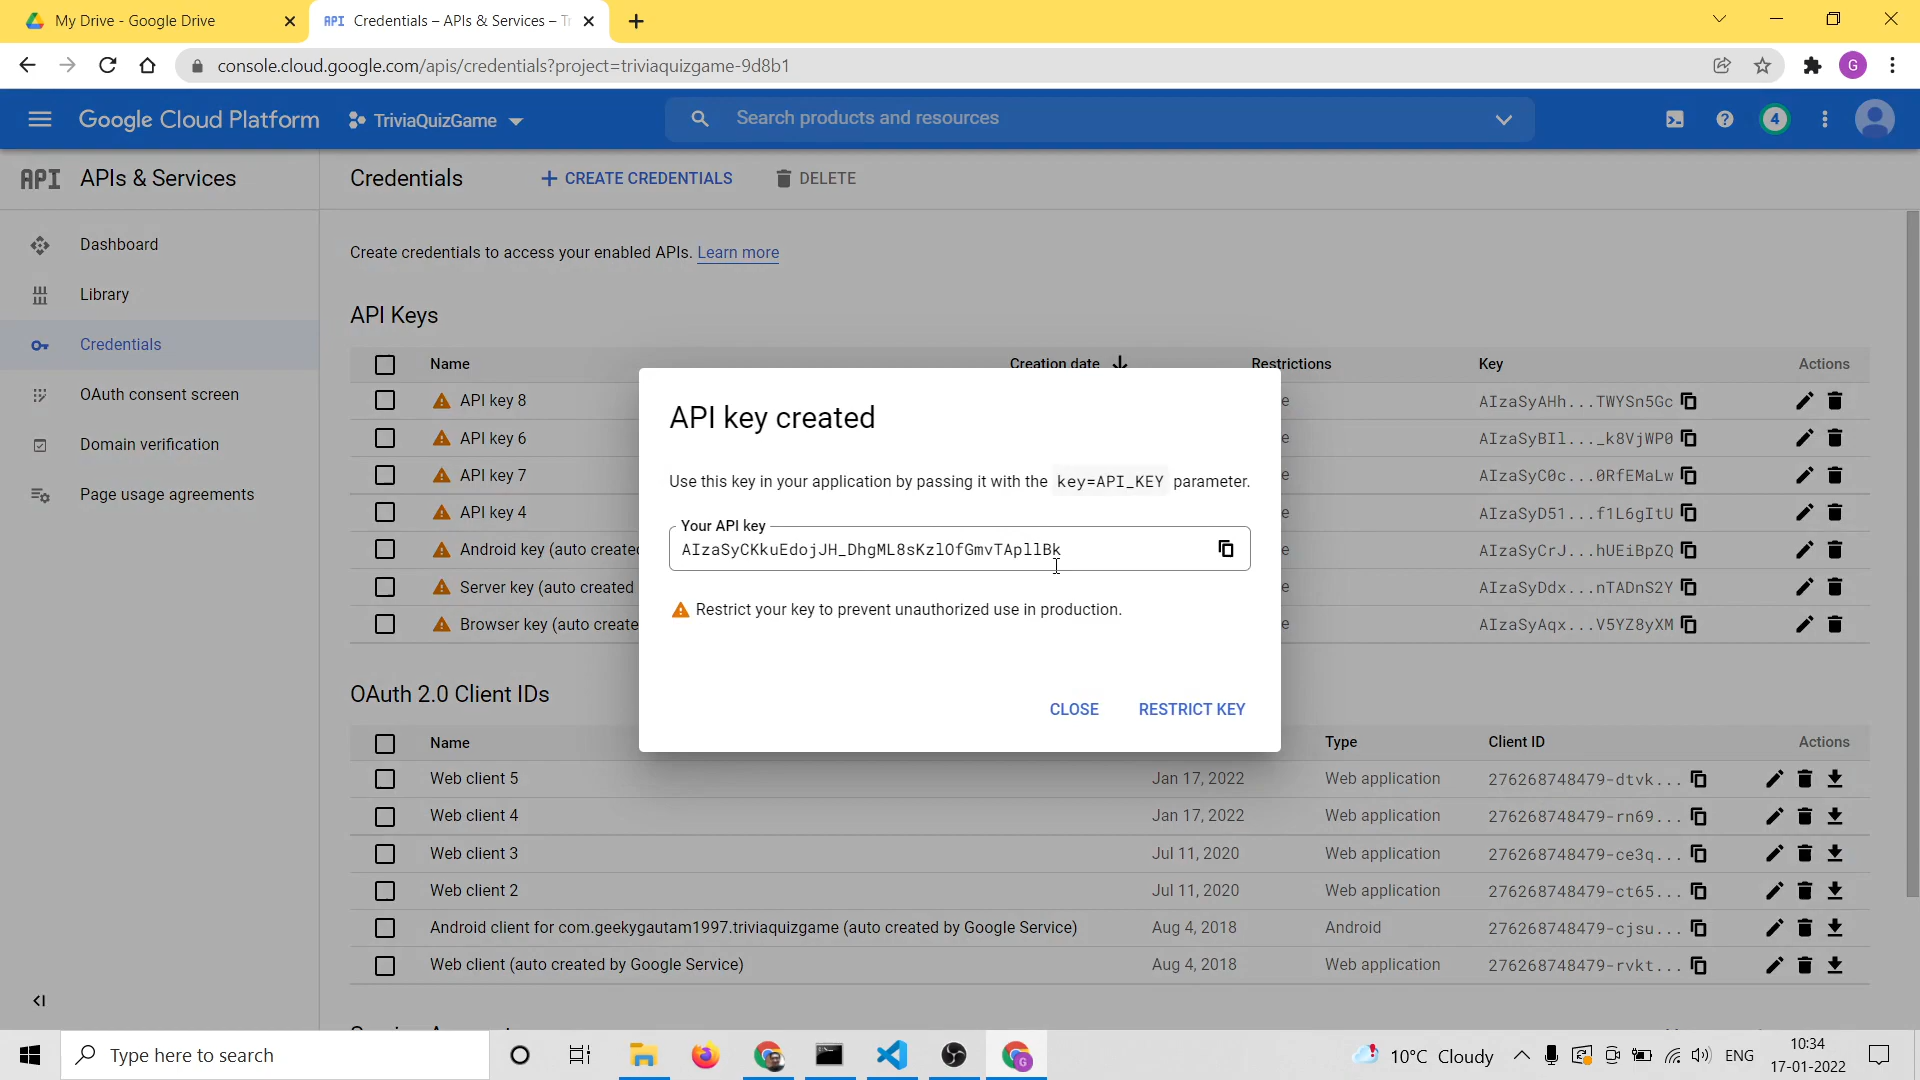 My Drive - Google Drive
API Credentials – APIs & Services – Tr
console.cloud.google.com/apis/credentials?project=triviaquizgame-9d8b1
G
Google Cloud Platform
TriviaQuizGame
Search products and resources
4
API APIs & Services
Credentials
CREATE CREDENTIALS
DELETE
Dashboard
Library
Credentials
OAuth consent screen
Domain verification
Page usage agreements
Create credentials to access your enabled APIs. Learn more
API Keys
Name Creation date Restrictions Key Actions
API key 8 e AIzaSyAHh...TWYSn5Gc
API key 6 e AIzaSyBIl..._k8VjWP0
API key 7 e AIzaSyC0c...0RfEMaLw
API key 4 e AIzaSyD51...f1L6gItU
Android key (auto created e AIzaSyCrJ...hUEiBpZQ
Server key (auto created e AIzaSyDdx...nTADnS2Y
Browser key (auto create e AIzaSyAqx...V5YZ8yXM
API key created
Use this key in your application by passing it with the key=API_KEY parameter.
Your API key
AIzaSyCKkuEdojJH_DhgML8sKzlOfGmvTApllBk
Restrict your key to prevent unauthorized use in production.
CLOSE RESTRICT KEY
OAuth 2.0 Client IDs
Name Type Client ID Actions
Web client 5 Jan 17, 2022 Web application 276268748479-dtvk...
Web client 4 Jan 17, 2022 Web application 276268748479-rn69...
Web client 3 Jul 11, 2020 Web application 276268748479-ce3q...
Web client 2 Jul 11, 2020 Web application 276268748479-ct65...
Android client for com.geekygautam1997.triviaquizgame (auto created by Google Service) Aug 4, 2018 Android 276268748479-cjsu...
Web client (auto created by Google Service) Aug 4, 2018 Web application 276268748479-rvkt...
Type here to search
10°C Cloudy
ENG
10:34
17-01-2022